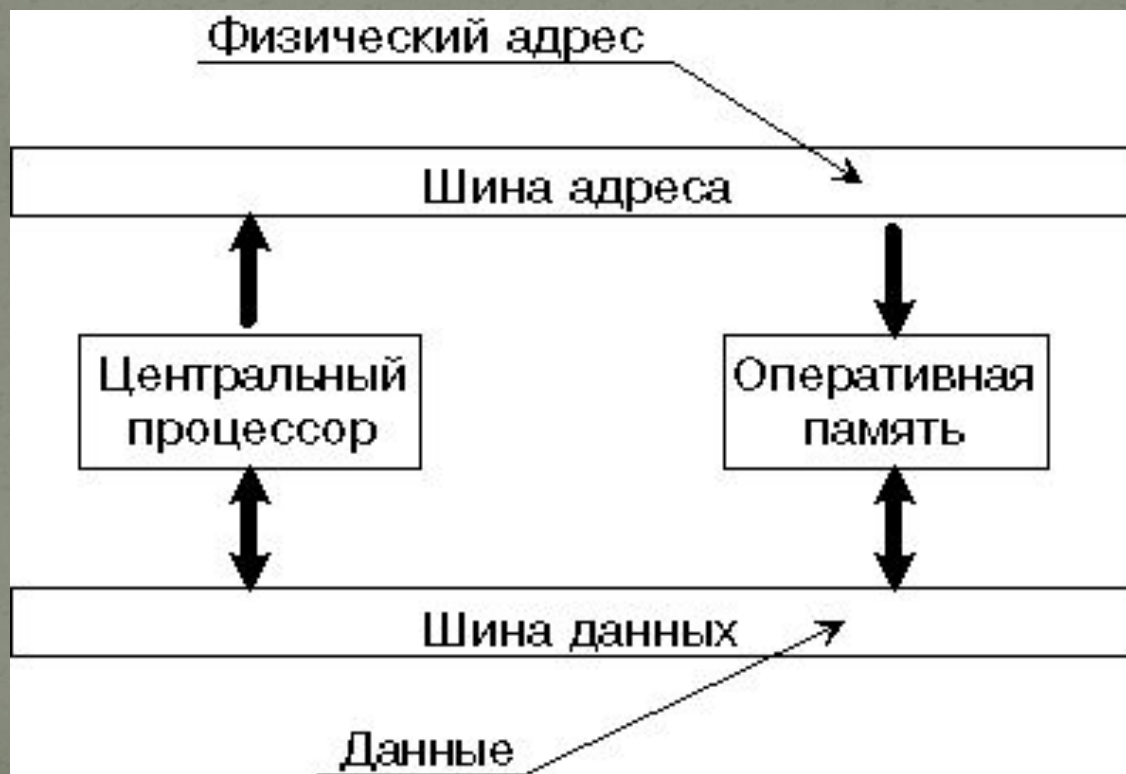 Физический адрес
Шина адреса
Центральный
процессор
Оперативная
память
Шина данных
Данные